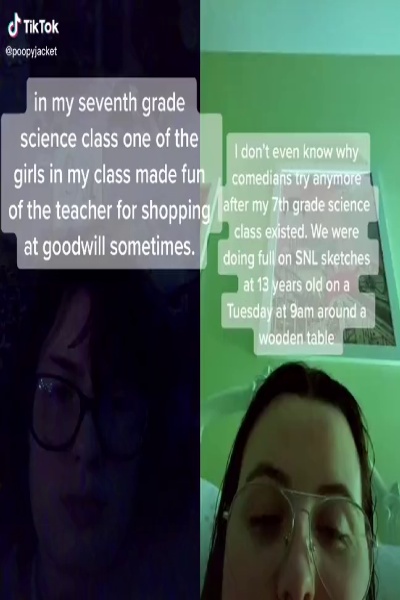 TikTok
@poopyjacket
in my seventh grade
science class one of the
girls in my class made fun
of the teacher for shopping
at goodwill sometimes.
I don't even know why
comedians try anymore
after my 7th grade science
class existed. We were
doing full on SNL sketches
at 13 years old on a
Tuesday at 9am around a
wooden table